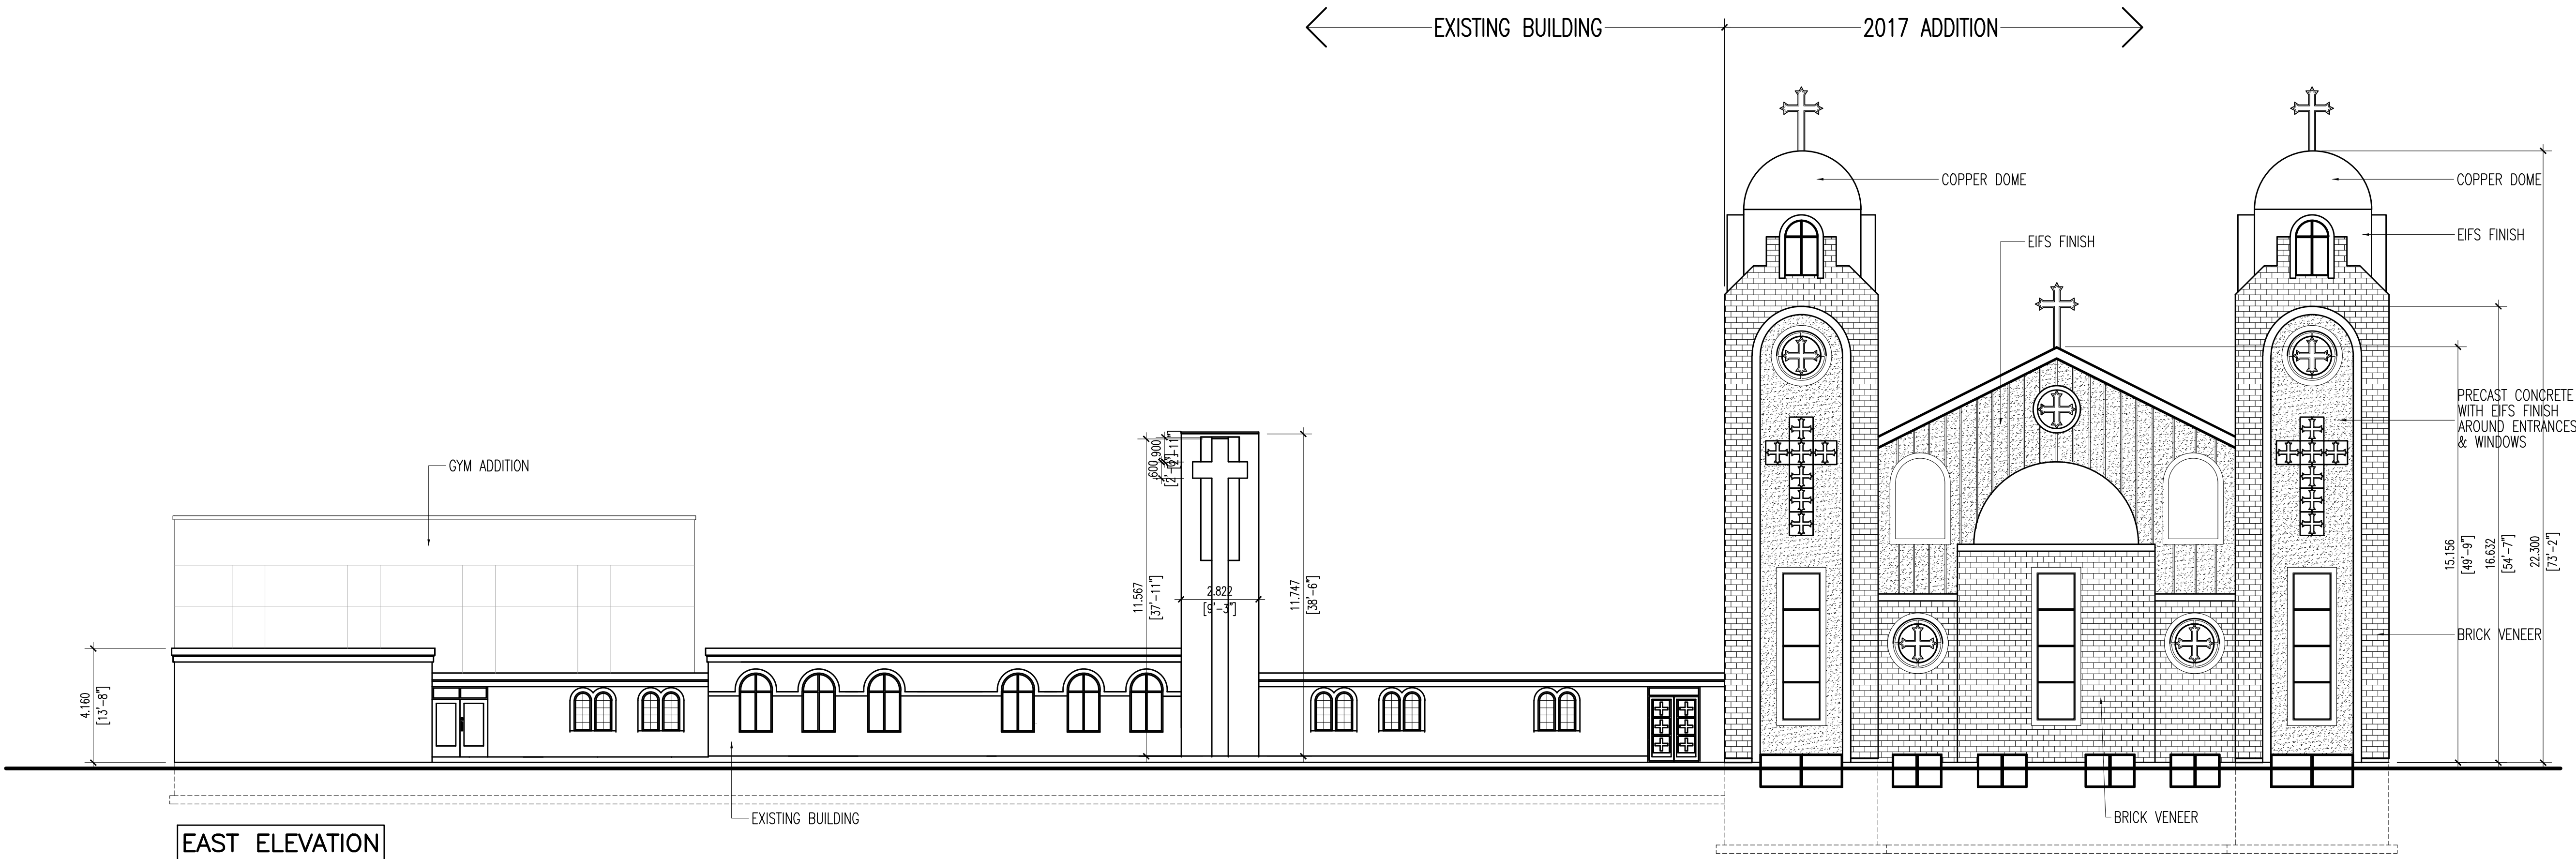 EXISTING BUILDING
2017 ADDITION
COPPER DOME
COPPER DOME
EIFS FINISH
EIFS FINISH
PRECAST CONCRETE
WITH EIFS FINISH
AROUND ENTRANCES
& WINDOWS
GYM ADDITION
.900
.600
11.567
[37'-11"]
2.822
[9'-3"]
11.747
[38'-6"]
15.156
[49'-9"]
16.632
[54'-7"]
22.300
[73'-2"]
BRICK VENEER
4.160
[13'-8"]
EXISTING BUILDING
BRICK VENEER
EAST ELEVATION